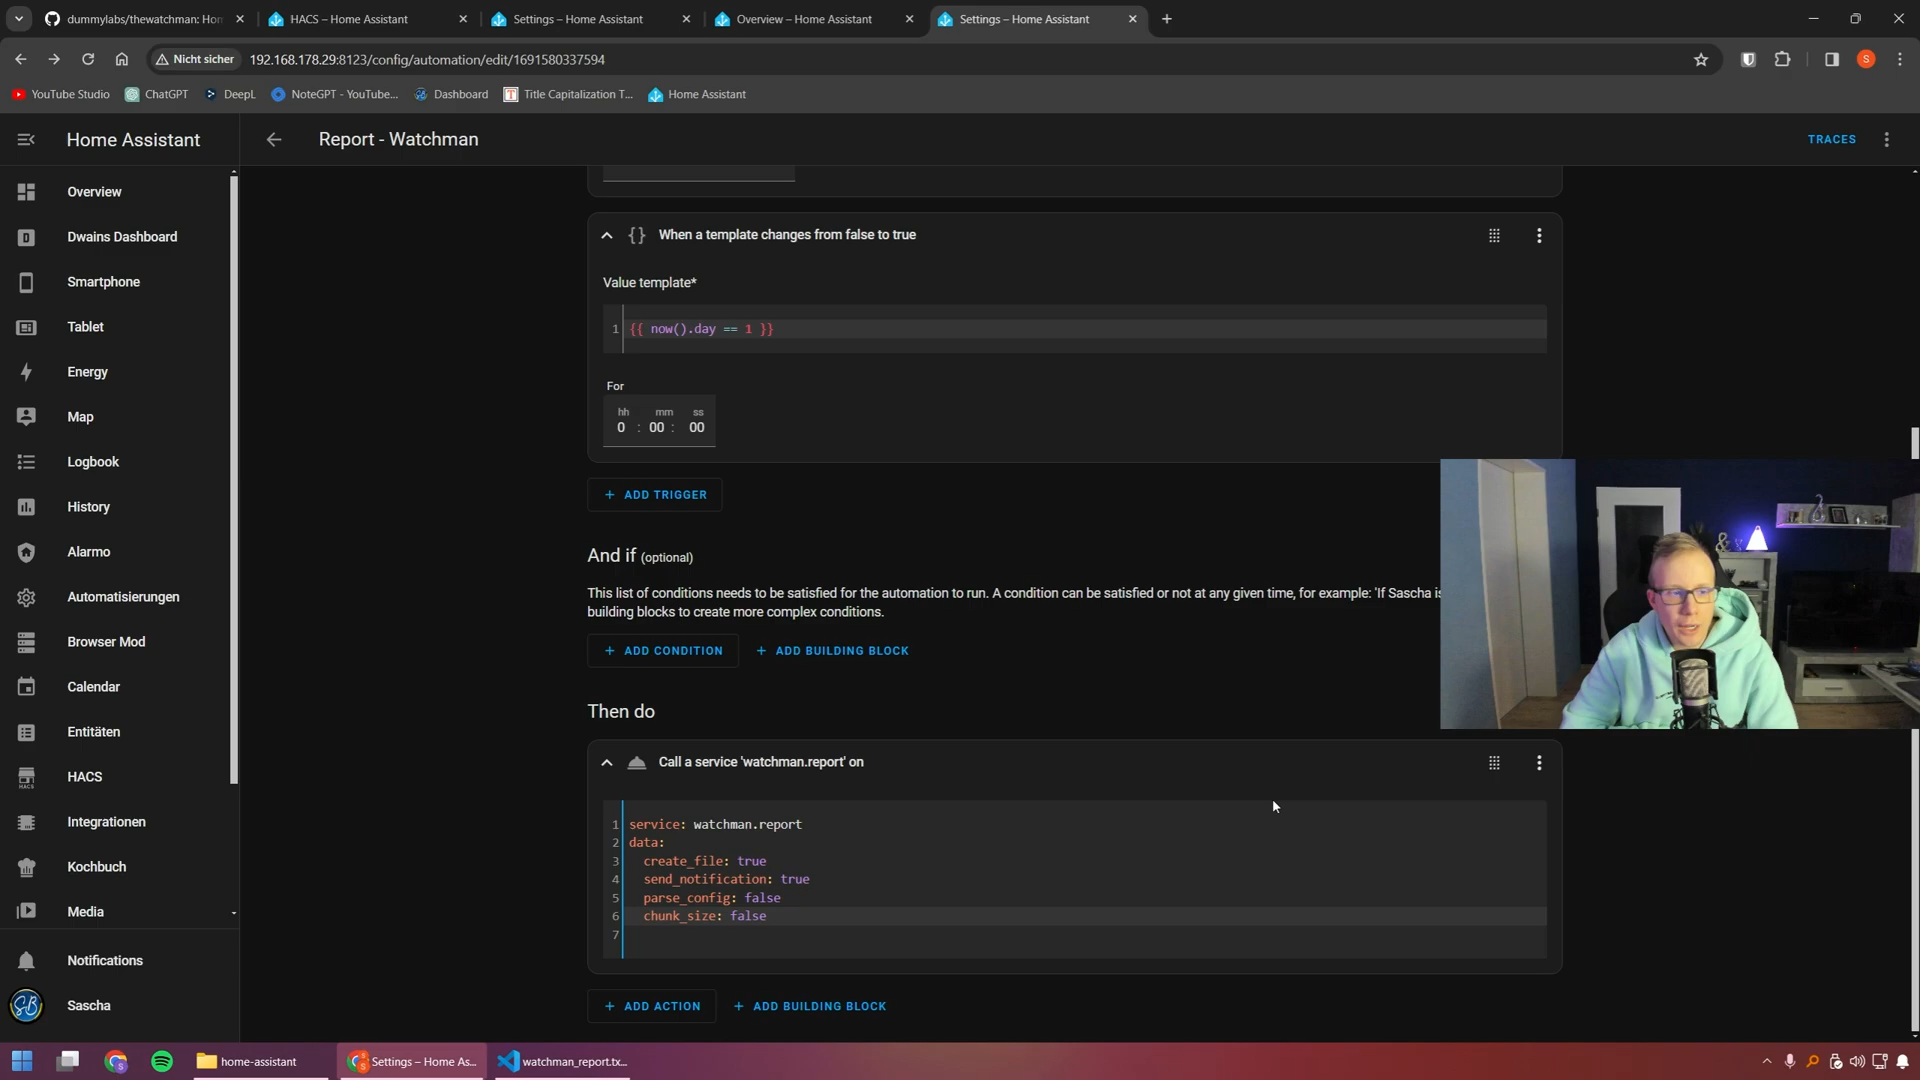 dummylabs/thewatchman: Hom
HACS – Home Assistant
Settings – Home Assistant
Overview – Home Assistant
Settings – Home Assistant
Nicht sicher
192.168.178.29:8123/config/automation/edit/1691580337594
S
YouTube Studio
ChatGPT
DeepL
NoteGPT - YouTube...
Dashboard
Title Capitalization T...
Home Assistant
Home Assistant
Report - Watchman
TRACES
Overview
Dwains Dashboard
Smartphone
Tablet
Energy
Map
Logbook
History
Alarmo
Automatisierungen
Browser Mod
Calendar
Entitäten
HACS
Integrationen
Kochbuch
Media
Notifications
Sascha
When a template changes from false to true
Value template*
1 {{ now().day == 1 }}
For
hh mm ss
0 : 00 : 00
+ ADD TRIGGER
And if (optional)
This list of conditions needs to be satisfied for the automation to run. A condition can be satisfied or not at any given time, for example: 'If Sascha is
building blocks to create more complex conditions.
+ ADD CONDITION
+ ADD BUILDING BLOCK
Then do
Call a service 'watchman.report' on
1 service: watchman.report
2 data:
3 create_file: true
4 send_notification: true
5 parse_config: false
6 chunk_size: false
7
+ ADD ACTION
+ ADD BUILDING BLOCK
home-assistant
Settings – Home As...
watchman_report.tx...